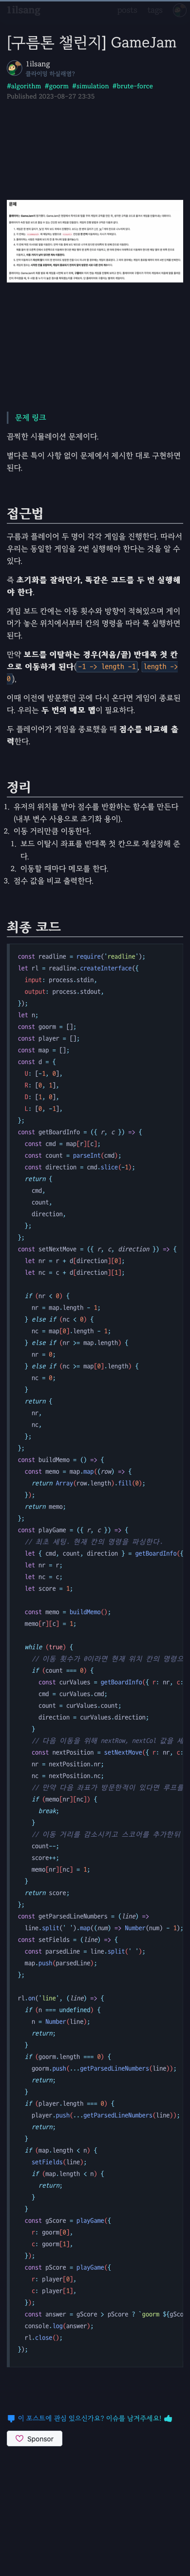 1ilsang
posts tags
[구름톤 챌린지] GameJam
1ilsang
클라이밍 하실래염?
#algorithm #goorm #simulation #brute-force
Published 2023-08-27 23:35
문제
문제 링크
끔찍한 시뮬레이션 문제이다.
별다른 특이 사항 없이 문제에서 제시한 대로 구현하면
된다.
접근법
구름과 플레이어 두 명이 각각 게임을 진행한다. 따라서
우리는 동일한 게임을 2번 실행해야 한다는 것을 알 수
있다.
즉 초기화를 잘하던가, 똑같은 코드를 두 번 실행해
야 한다.
게임 보드 칸에는 이동 횟수와 방향이 적혀있으며 게이
머가 놓은 위치에서부터 칸의 명령을 따라 쭉 실행하면
된다.
만약 보드를 이탈하는 경우(처음/끝) 반대쪽 첫 칸
으로 이동하게 된다(-1 -> length -1, length ->
0).
이때 이전에 방문했던 곳에 다시 온다면 게임이 종료된
다. 우리는 두 번의 메모 맵이 필요하다.
두 플레이어가 게임을 종료했을 때 점수를 비교해 출
력한다.
정리
1. 유저의 위치를 받아 점수를 반환하는 함수를 만든다
(내부 변수 사용으로 초기화 용이).
2. 이동 거리만큼 이동한다.
1. 보드 이탈시 좌표를 반대쪽 첫 칸으로 재설정해 준
다.
2. 이동할 때마다 메모를 한다.
3. 점수 값을 비교 출력한다.
최종 코드
const readline = require('readline');
let rl = readline.createInterface({
input: process.stdin,
output: process.stdout,
});
let n;
const goorm = [];
const player = [];
const map = [];
const d = {
U: [-1, 0],
R: [0, 1],
D: [1, 0],
L: [0, -1],
};
const getBoardInfo = ({ r, c }) => {
const cmd = map[r][c];
const count = parseInt(cmd);
const direction = cmd.slice(-1);
return {
cmd,
count,
direction,
};
};
const setNextMove = ({ r, c, direction }) => {
let nr = r + d[direction][0];
let nc = c + d[direction][1];
if (nr < 0) {
nr = map.length - 1;
} else if (nc < 0) {
nc = map[0].length - 1;
} else if (nr >= map.length) {
nr = 0;
} else if (nc >= map[0].length) {
nc = 0;
}
return {
nr,
nc,
};
};
const buildMemo = () => {
const memo = map.map((row) => {
return Array(row.length).fill(0);
});
return memo;
};
const playGame = ({ r, c }) => {
// 최초 세팅. 현재 칸의 명령을 파싱한다.
let { cmd, count, direction } = getBoardInfo({
let nr = r;
let nc = c;
let score = 1;
const memo = buildMemo();
memo[r][c] = 1;
while (true) {
// 이동 횟수가 0이라면 현재 위치 칸의 명령으
if (count === 0) {
const curValues = getBoardInfo({ r: nr, c:
cmd = curValues.cmd;
count = curValues.count;
direction = curValues.direction;
}
// 다음 이동을 위해 nextRow, nextCol 값을 세
const nextPosition = setNextMove({ r: nr, c:
nr = nextPosition.nr;
nc = nextPosition.nc;
// 만약 다음 좌표가 방문한적이 있다면 루프를
if (memo[nr][nc]) {
break;
}
// 이동 거리를 감소시키고 스코어를 추가한뒤
count--;
score++;
memo[nr][nc] = 1;
}
return score;
};
const getParsedLineNumbers = (line) =>
line.split(' ').map((num) => Number(num) - 1);
const setFields = (line) => {
const parsedLine = line.split(' ');
map.push(parsedLine);
};
rl.on('line', (line) => {
if (n === undefined) {
n = Number(line);
return;
}
if (goorm.length === 0) {
goorm.push(...getParsedLineNumbers(line));
return;
}
if (player.length === 0) {
player.push(...getParsedLineNumbers(line));
return;
}
if (map.length < n) {
setFields(line);
if (map.length < n) {
return;
}
}
const gScore = playGame({
r: goorm[0],
c: goorm[1],
});
const pScore = playGame({
r: player[0],
c: player[1],
});
const answer = gScore > pScore ? `goorm ${gSco
console.log(answer);
rl.close();
});
이 포스트에 관심 있으신가요? 이슈를 남겨주세요!
Sponsor